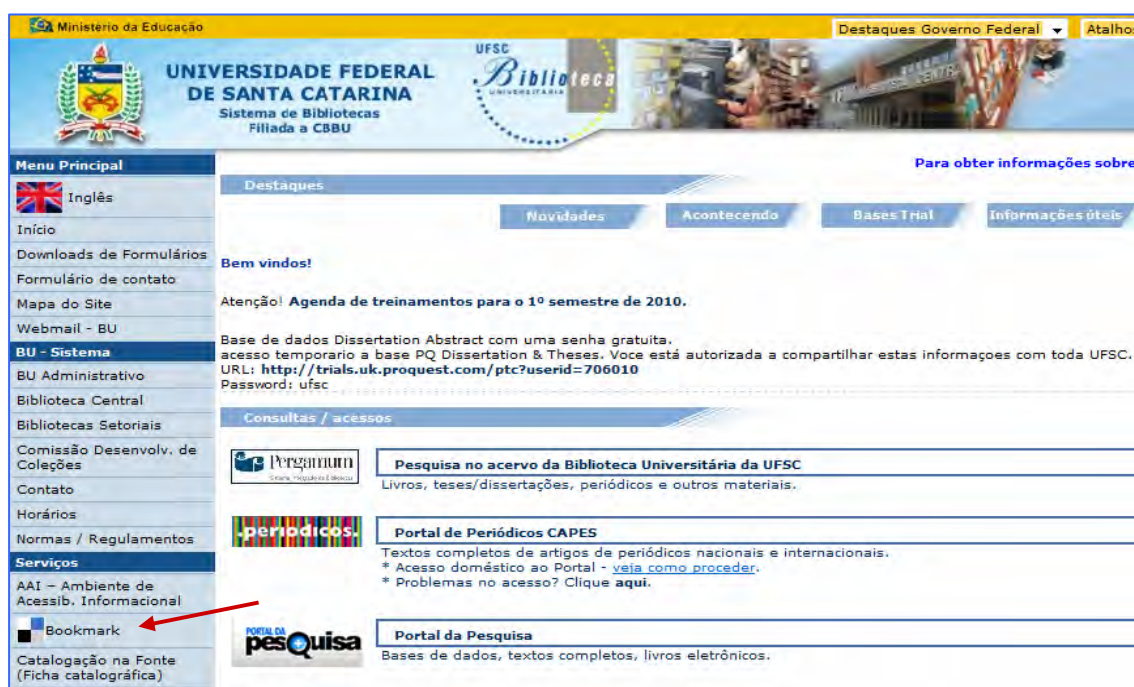 Ministério da Educação
Destaques Governo Federal
Atalhos
UNIVERSIDADE FEDERAL
DE SANTA CATARINA
Sistema de Bibliotecas
Filiada a CBBU
UFSC
Biblioteca
UNIVERSITÁRIA
Menu Principal
Inglês
Início
Downloads de Formulários
Formulário de contato
Mapa do Site
Webmail - BU
BU - Sistema
BU Administrativo
Biblioteca Central
Bibliotecas Setoriais
Comissão Desenvolv. de
Coleções
Contato
Horários
Normas / Regulamentos
Serviços
AAI - Ambiente de
Acessib. Informacional
Bookmark
Catalogação na Fonte
(Ficha catalográfica)
Para obter informações sobre
Destaques
Novidades
Acontecendo
Bases Trial
Informações úteis
Bem vindos!
Atenção! Agenda de treinamentos para o 1º semestre de 2010.
Base de dados Dissertation Abstract com uma senha gratuita.
acesso temporario a base PQ Dissertation & Theses. Voce está autorizada a compartilhar estas informaçoes com toda UFSC.
URL: http://trials.uk.proquest.com/ptc?userid=706010
Password: ufsc
Consultas / acessos
Pergamum
Pesquisa no acervo da Biblioteca Universitária da UFSC
Livros, teses/dissertações, periódicos e outros materiais.
.periodicos.
Portal de Periódicos CAPES
Textos completos de artigos de periódicos nacionais e internacionais.
* Acesso doméstico ao Portal - veja como proceder.
* Problemas no acesso? Clique aqui.
PORTAL DA
pesquisa
Portal da Pesquisa
Bases de dados, textos completos, livros eletrônicos.